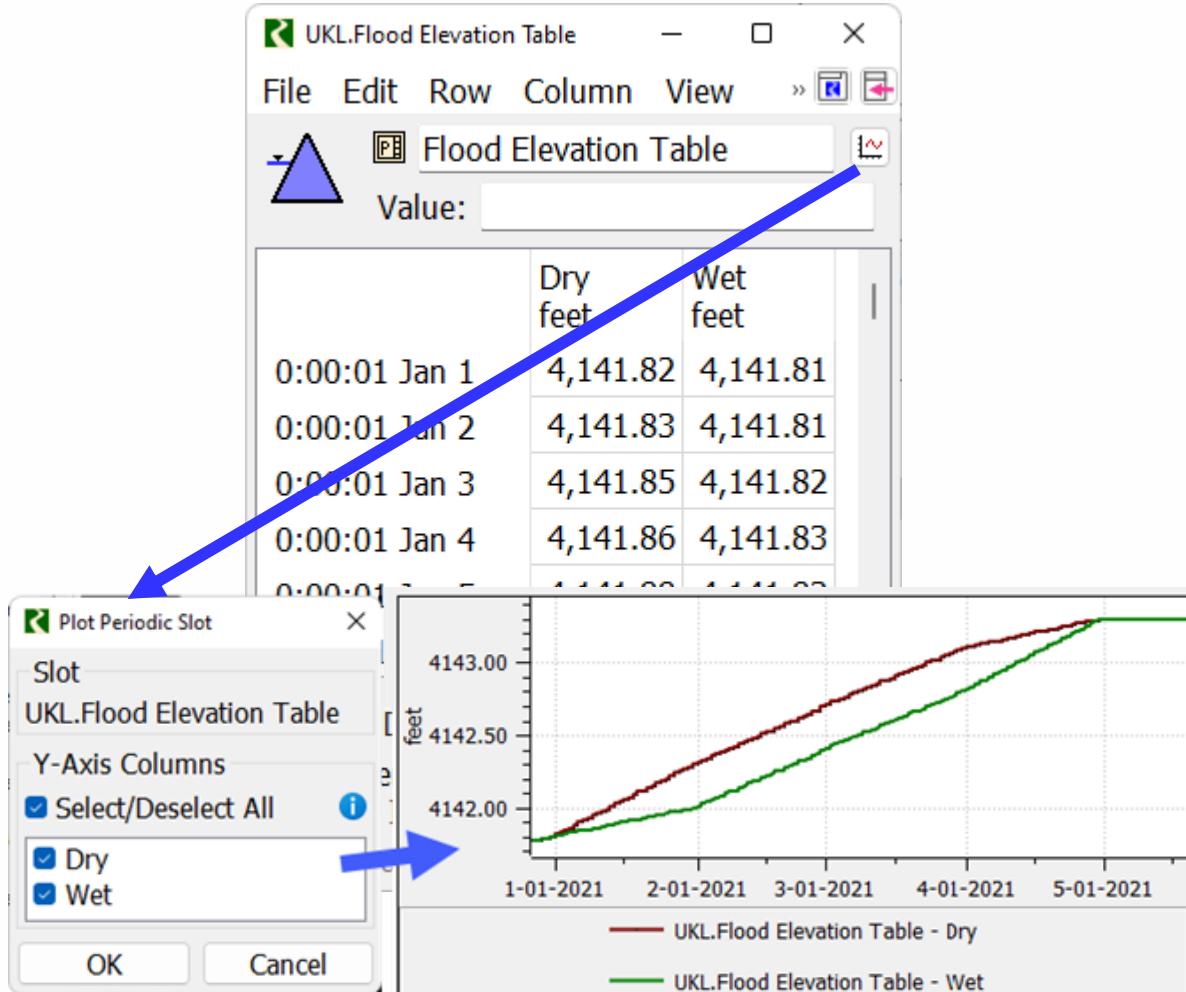 UKL.Flood Elevation Table
File Edit Row Column View »
Flood Elevation Table
Value:
Dry Wet
feet feet
0:00:01 Jan 1 4,141.82 4,141.81
0:00:01 Jan 2 4,141.83 4,141.81
0:00:01 Jan 3 4,141.85 4,141.82
0:00:01 Jan 4 4,141.86 4,141.83
Plot Periodic Slot
Slot
UKL.Flood Elevation Table
Y-Axis Columns
Select/Deselect All
Dry
Wet
OK Cancel
feet
4143.00
4142.50
4142.00
1-01-2021 2-01-2021 3-01-2021 4-01-2021 5-01-2021
UKL.Flood Elevation Table - Dry
UKL.Flood Elevation Table - Wet